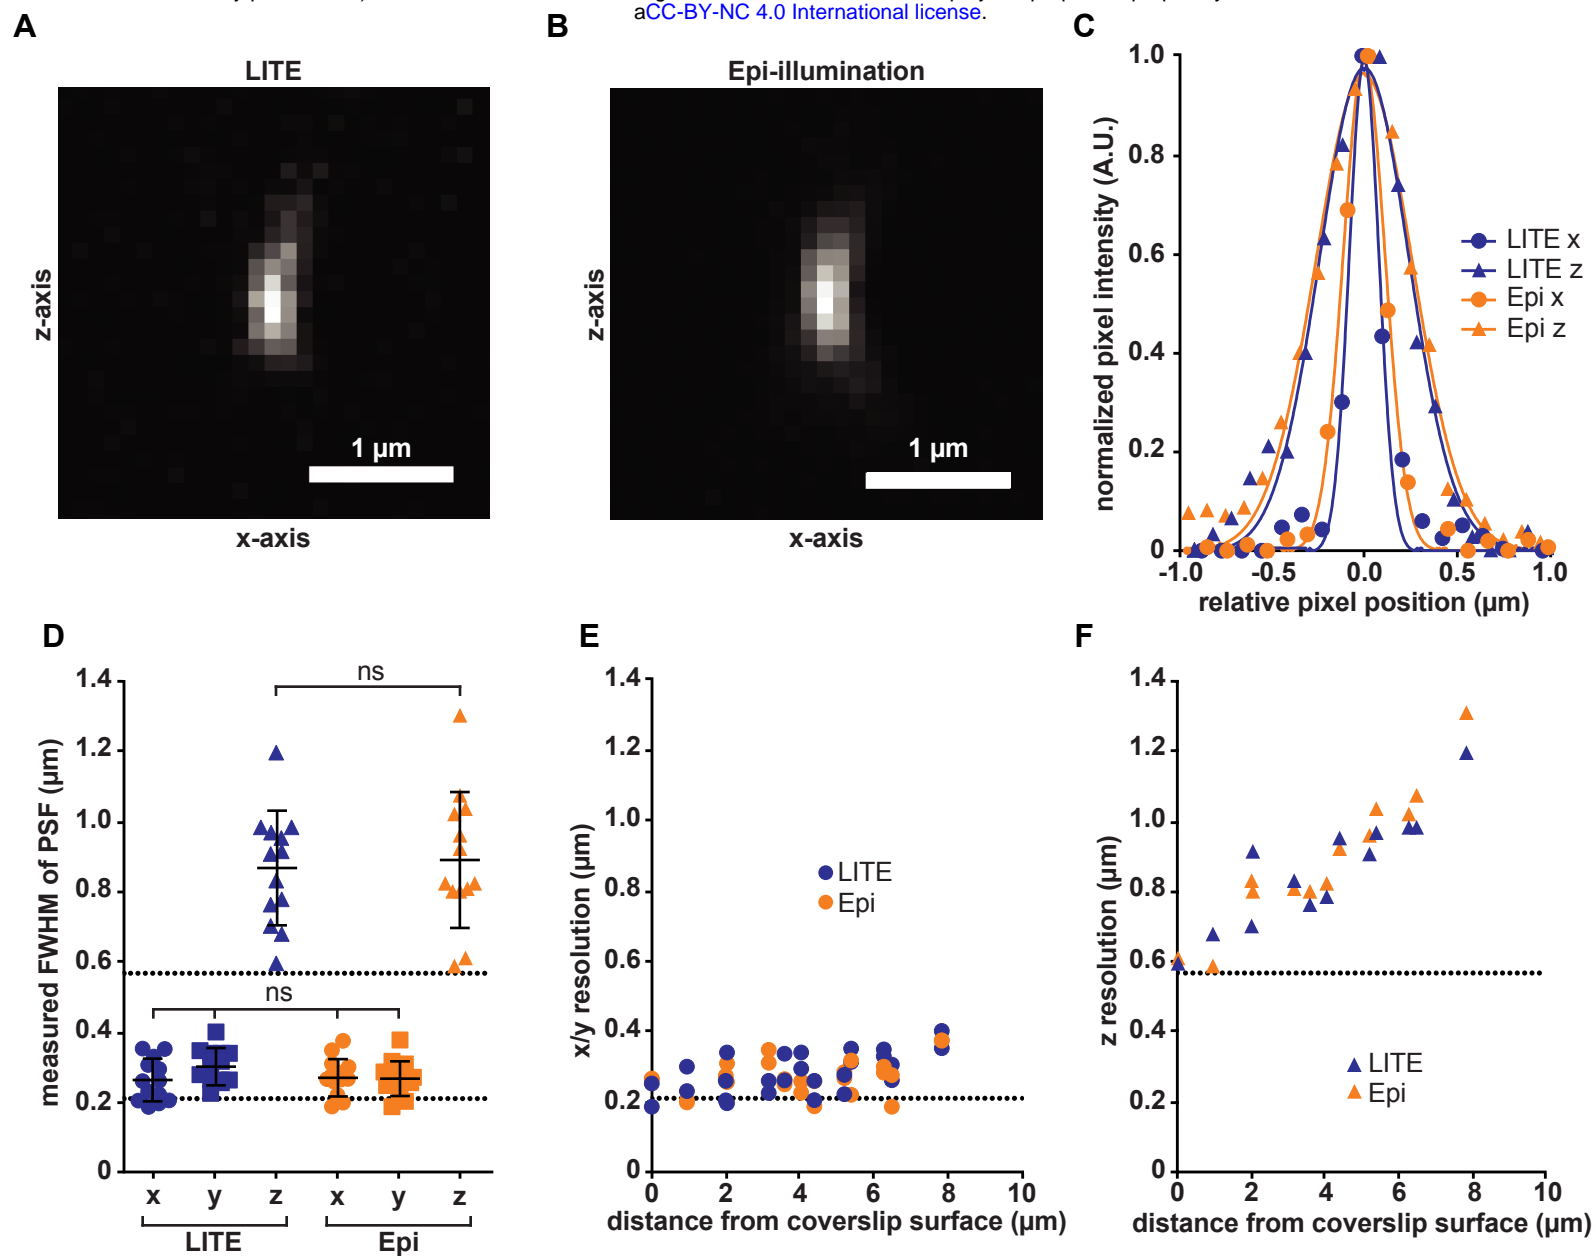 aCC-BY-NC 4.0 International license.
A
LITE
z-axis
1 µm
x-axis
B
Epi-illumination
z-axis
1 µm
x-axis
C
normalized pixel intensity (A.U.)
1.0
0.8
0.6
0.4
0.2
0
-1.0 -0.5 0.0 0.5 1.0
relative pixel position (µm)
LITE x
LITE z
Epi x
Epi z
D
measured FWHM of PSF (µm)
1.4
1.2
1.0
0.8
0.6
0.4
0.2
0
ns
ns
x y z x y z
LITE Epi
E
x/y resolution (µm)
1.4
1.2
1.0
0.8
0.6
0.4
0.2
0
LITE
Epi
0 2 4 6 8 10
distance from coverslip surface (µm)
F
z resolution (µm)
1.4
1.2
1.0
0.8
0.6
0.4
0.2
0
LITE
Epi
0 2 4 6 8 10
distance from coverslip surface (µm)